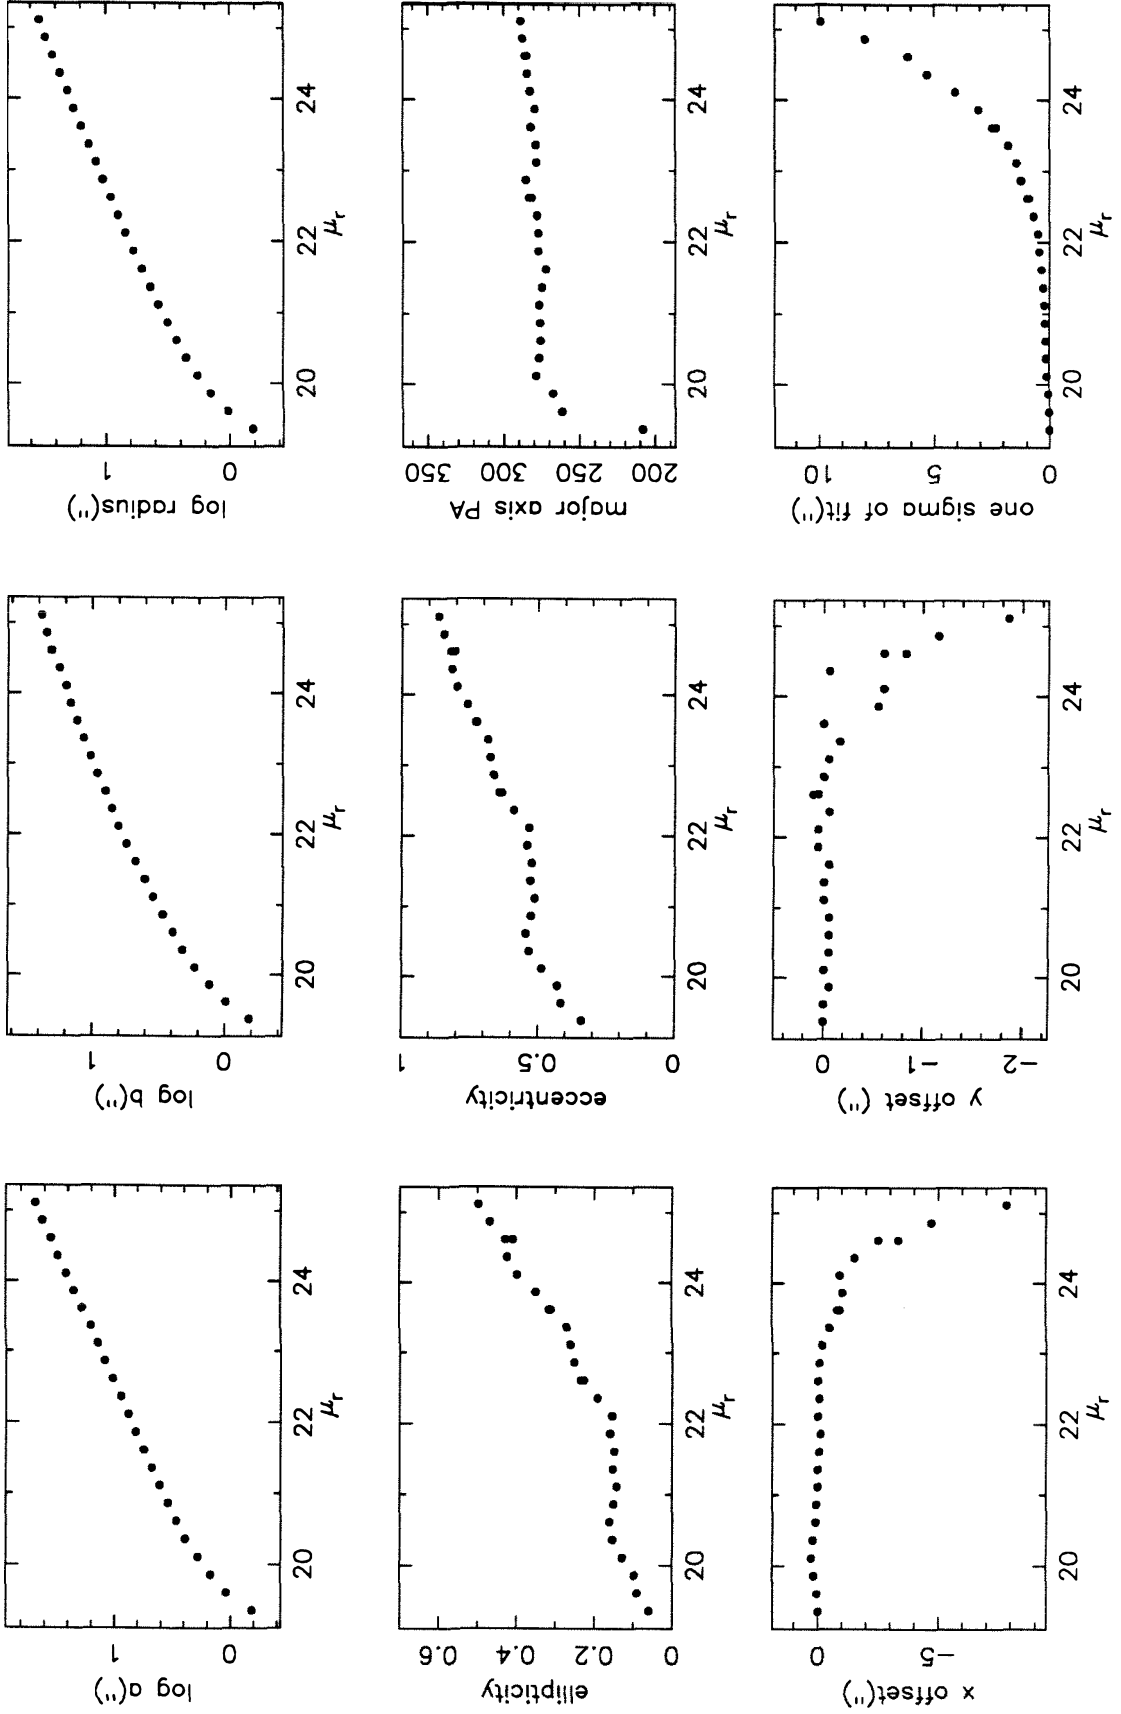 log a('')
0
1
20
22
24
μr
log b('')
0
1
20
22
24
μr
log radius('')
0
1
20
22
24
μr
ellipticity
0
0.2
0.4
0.6
20
22
24
μr
eccentricity
0
0.5
1
20
22
24
μr
major axis PA
200
250
300
350
20
22
24
μr
x offset('')
−5
0
20
22
24
μr
y offset ('')
−2
−1
0
20
22
24
μr
one sigma of fit('')
0
5
10
20
22
24
μr